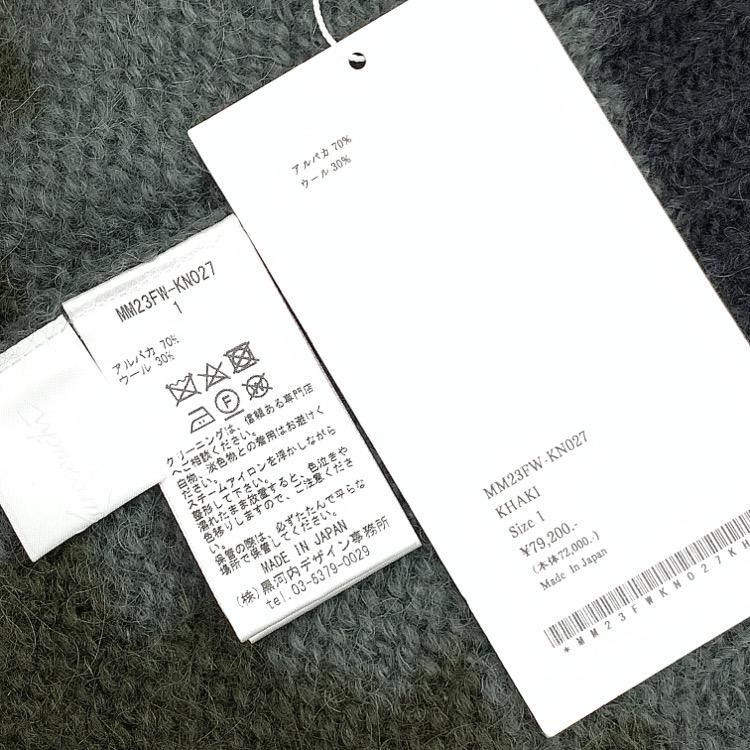 アルパカ 70%
ウール 30%
MM23FW-KN027
1
アルパカ 70%
ウール 30%
F
クリーニングは、信頼ある専門店
へご相談ください。
白物、淡色物との着用はお避けく
ださい。
スチームアイロンを浮かしながら
整形して下さい。
濡れたまま放置すると、色泣きや
色移りしますので、ご注意くださ
い。
保管の際は、必ずたたんで平らな
場所で保管してください。
MADE IN JAPAN
(株)黒河内デザイン事務所
tel.03-5379-0029
MM23FW-KN027
KHAKI
Size 1
¥79,200.-
(本体72,000.-)
Made In Japan
*MM23FWKN027KH